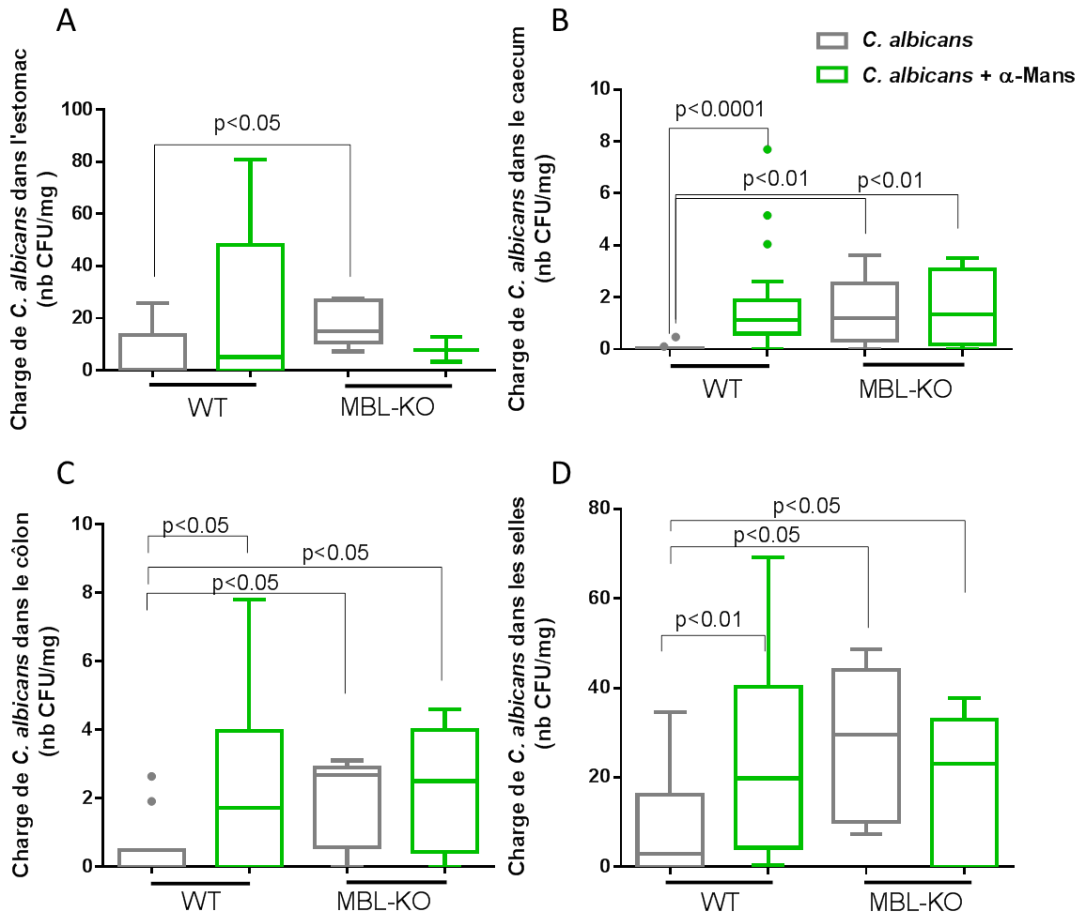 A
Charge de C. albicans dans l'estomac
(nb CFU/mg)
100
80
60
40
20
0
p<0.05
WT
MBL-KO
B
C. albicans
C. albicans + α-Mans
Charge de C. albicans dans le caecum
(nb CFU/mg)
10
8
6
4
2
0
p<0.0001
p<0.01
p<0.01
WT
MBL-KO
C
Charge de C. albicans dans le côlon
(nb CFU/mg)
10
8
6
4
2
0
p<0.05
p<0.05
p<0.05
WT
MBL-KO
D
Charge de C. albicans dans les selles
(nb CFU/mg)
80
60
40
20
0
p<0.05
p<0.05
p<0.01
WT
MBL-KO